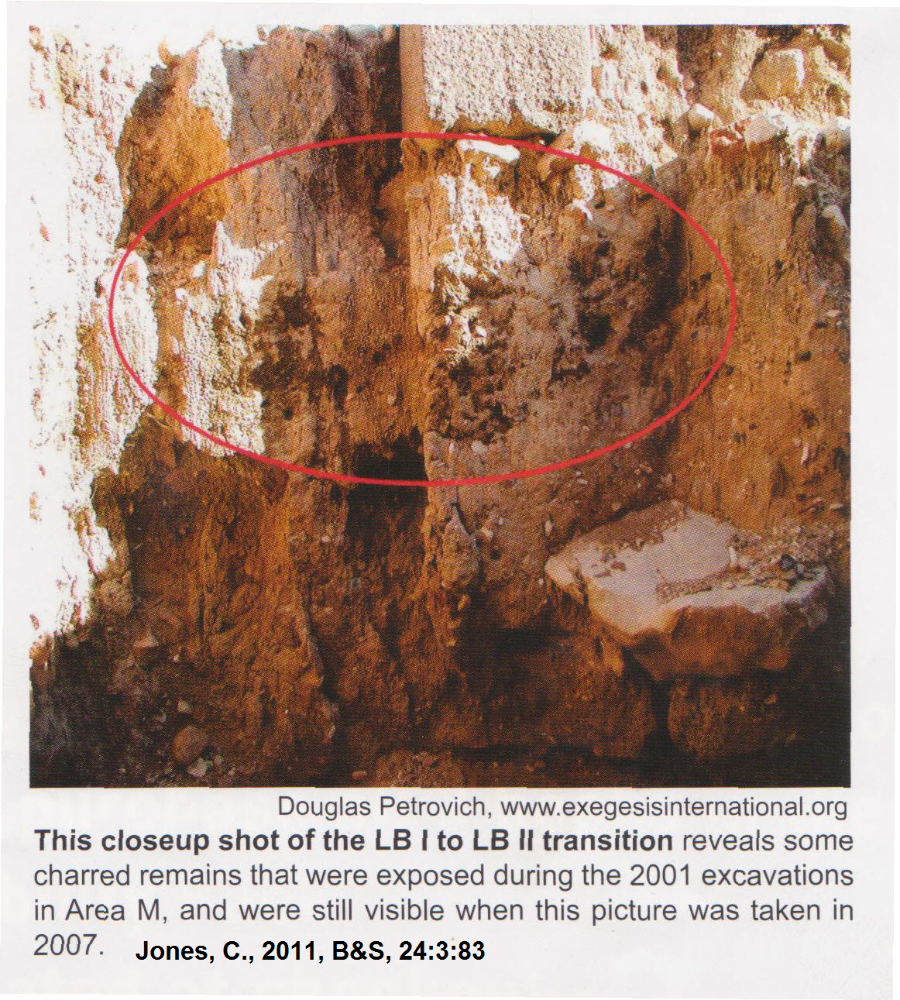 Douglas Petrovich, www.exegesisinternational.org
This closeup shot of the LB I to LB II transition reveals some
charred remains that were exposed during the 2001 excavations
in Area M, and were still visible when this picture was taken in
2007. Jones, C., 2011, B&S, 24:3:83